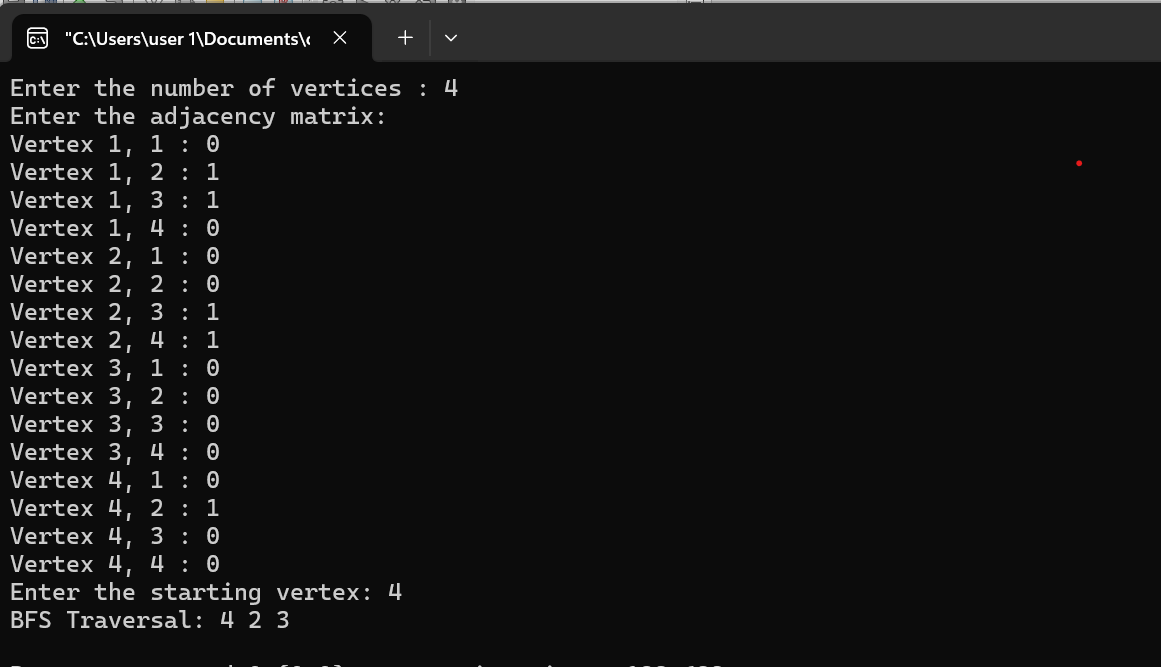 "C:\Users\user 1\Documents\
Enter the number of vertices : 4
Enter the adjacency matrix:
Vertex 1, 1 : 0
Vertex 1, 2 : 1
Vertex 1, 3 : 1
Vertex 1, 4 : 0
Vertex 2, 1 : 0
Vertex 2, 2 : 0
Vertex 2, 3 : 1
Vertex 2, 4 : 1
Vertex 3, 1 : 0
Vertex 3, 2 : 0
Vertex 3, 3 : 0
Vertex 3, 4 : 0
Vertex 4, 1 : 0
Vertex 4, 2 : 1
Vertex 4, 3 : 0
Vertex 4, 4 : 0
Enter the starting vertex: 4
BFS Traversal: 4 2 3